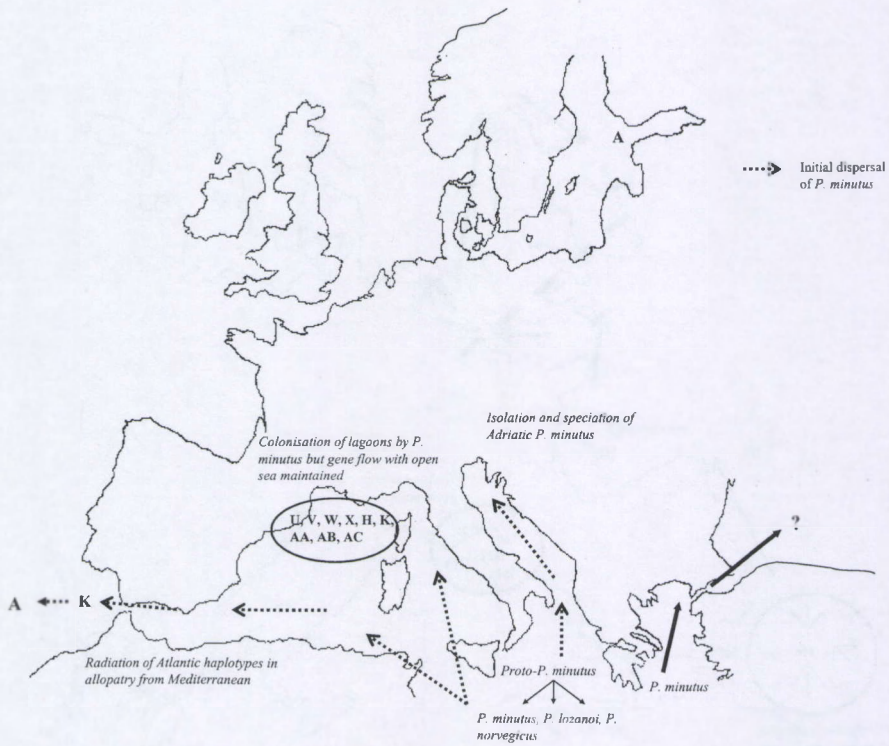 A
Initial dispersal
of P. minutus
Isolation and speciation of
Adriatic P. minutus
Colonisation of lagoons by P.
minutus but gene flow with open
sea maintained
U, V, W, X, H, K,
AA, AB, AC
?
A
K
Radiation of Atlantic haplotypes in
allopatry from Mediterranean
Proto-P. minutus
P. minutus
P. minutus, P. lozanoi, P.
norvegicus